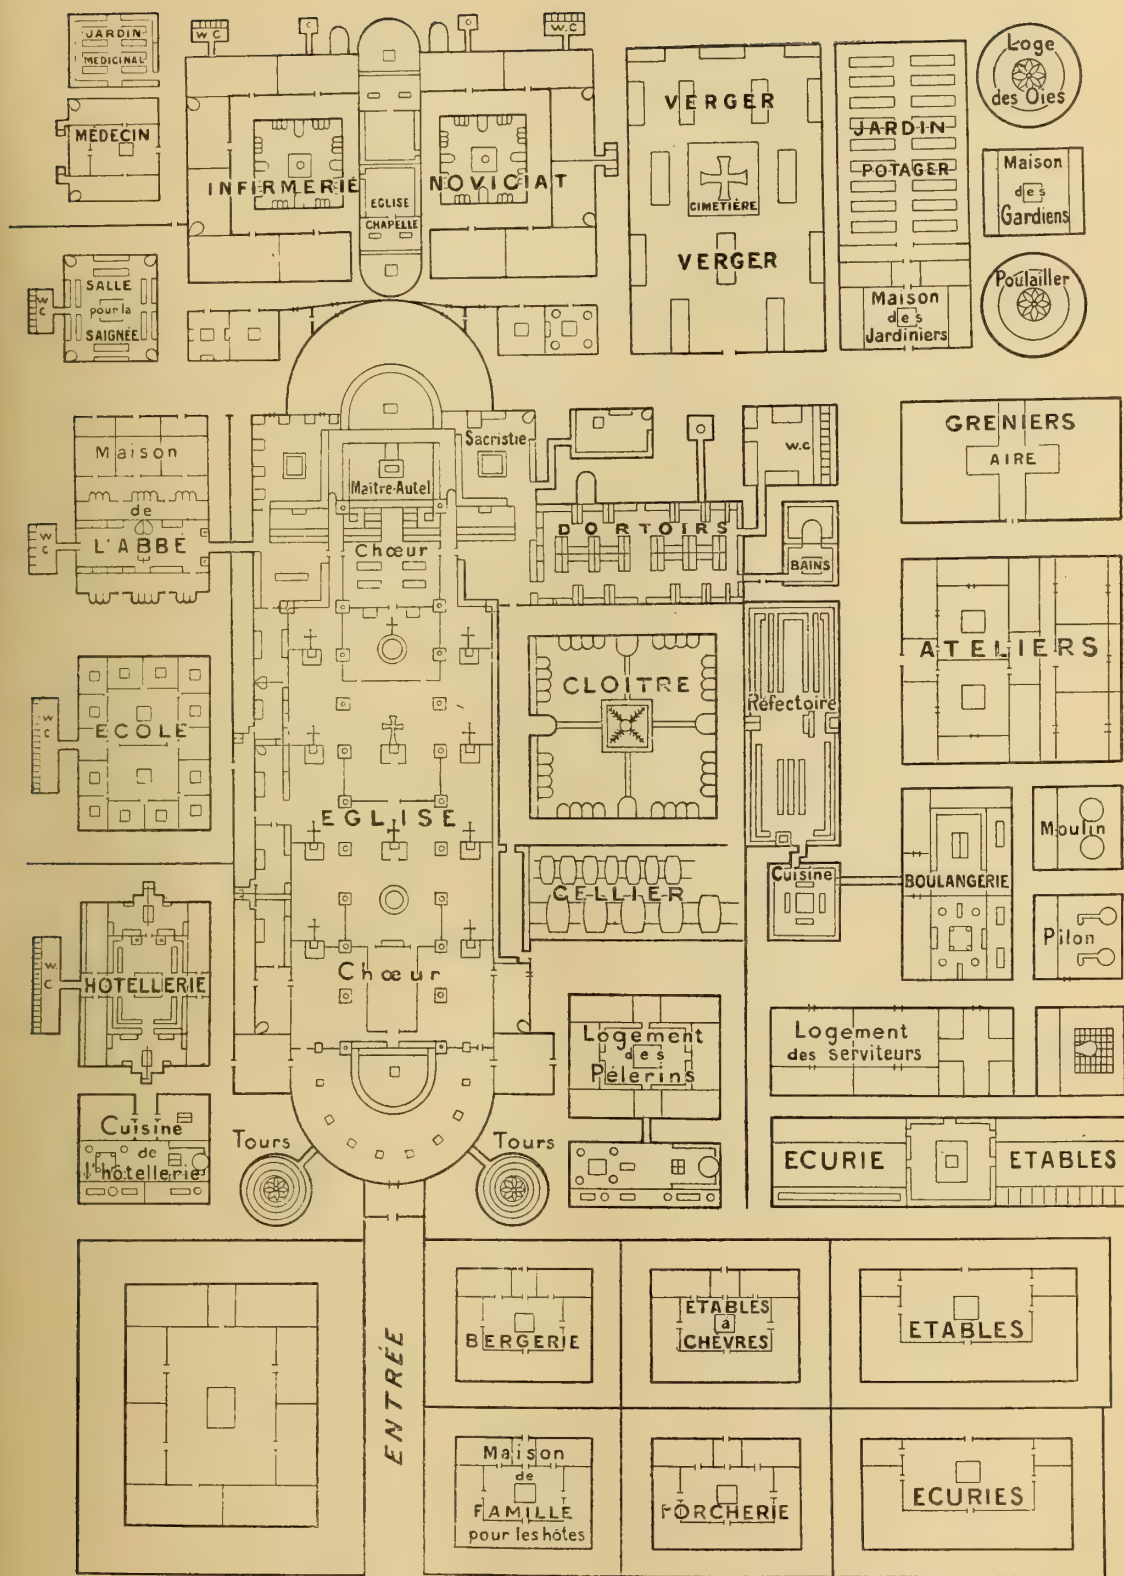 JARDIN
MEDICINAL
W.C
C
C
W.C
Loge
des Oies
MÉDECIN
INFIRMERIE
NOVICIAT
EGLISE
CHAPELLE
VERGER
CIMETIÈRE
VERGER
JARDIN
POTAGER
Maison
des
Gardiens
SALLE
pour la
SAIGNÉE
W
C
Maison
des
Jardiniers
Poulailler
Maison
de
L'ABBÉ
W
C
Sacristie
Maître-Autel
Chœur
W.C
DORTOIRS
BAINS
GRENIERS
AIRE
ATELIERS
ECOLE
W
C
CLOITRE
Réfectoire
EGLISE
CELLIER
Cuisine
BOULANGERIE
Moulin
Pilon
HÔTELLERIE
W.
C
Chœur
Logement
des
Pélerins
Logement
des serviteurs
Cuisine
de
l'hôtellerie
Tours
Tours
ECURIE
ETABLES
ENTRÉE
BERGERIE
ETABLES
à
CHÈVRES
ETABLES
Maison
de
FAMILLE
pour les hôtes
PORCHERIE
ECURIES